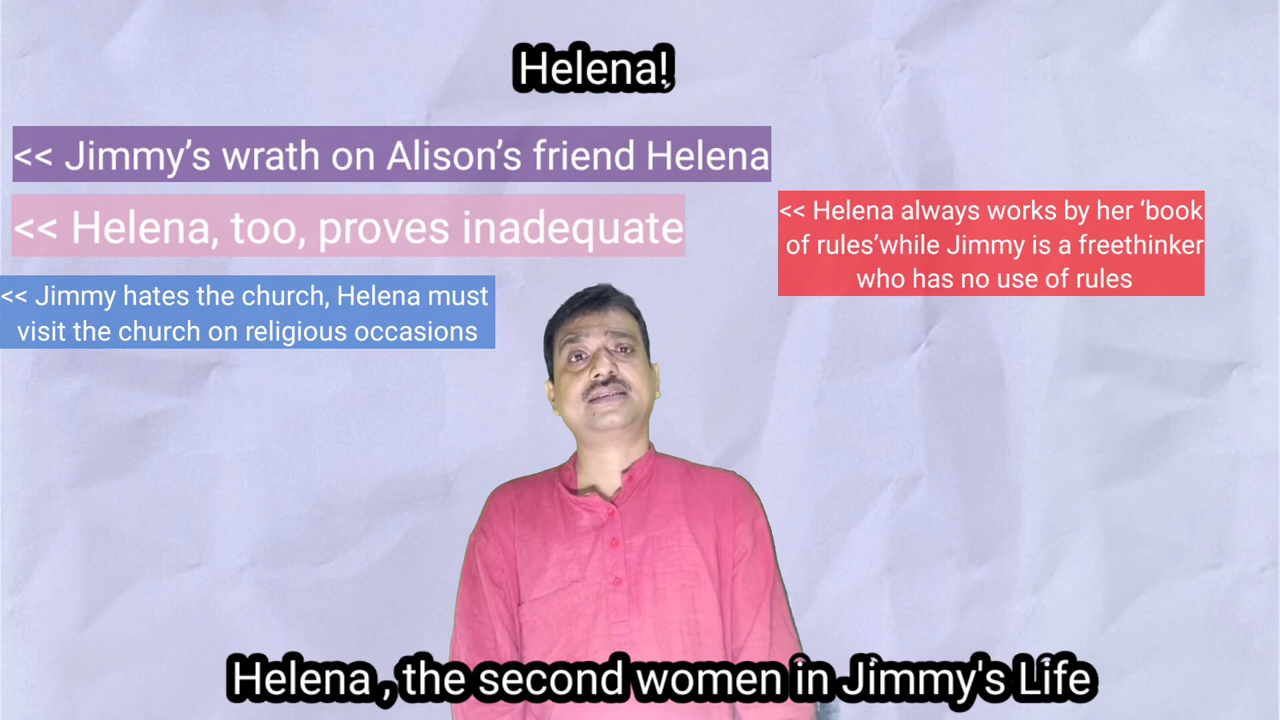 Helena!
<< Jimmy’s wrath on Alison’s friend Helena
<< Helena, too, proves inadequate
<< Helena always works by her ‘book
of rules’while Jimmy is a freethinker
who has no use of rules
<< Jimmy hates the church, Helena must
visit the church on religious occasions
Helena , the second women in Jimmy's Life